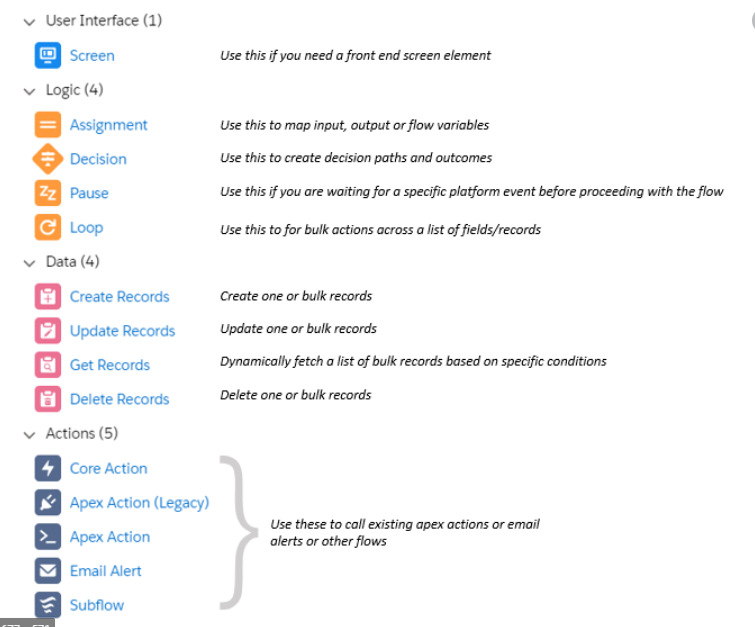 User Interface (1)
Screen Use this if you need a front end screen element
Logic (4)
Assignment Use this to map input, output or flow variables
Decision Use this to create decision paths and outcomes
Pause Use this if you are waiting for a specific platform event before proceeding with the flow
Loop Use this to for bulk actions across a list of fields/records
Data (4)
Create Records Create one or bulk records
Update Records Update one or bulk records
Get Records Dynamically fetch a list of bulk records based on specific conditions
Delete Records Delete one or bulk records
Actions (5)
Core Action
Apex Action (Legacy)
Use these to call existing apex actions or email
Apex Action
alerts or other flows
Email Alert
Subflow